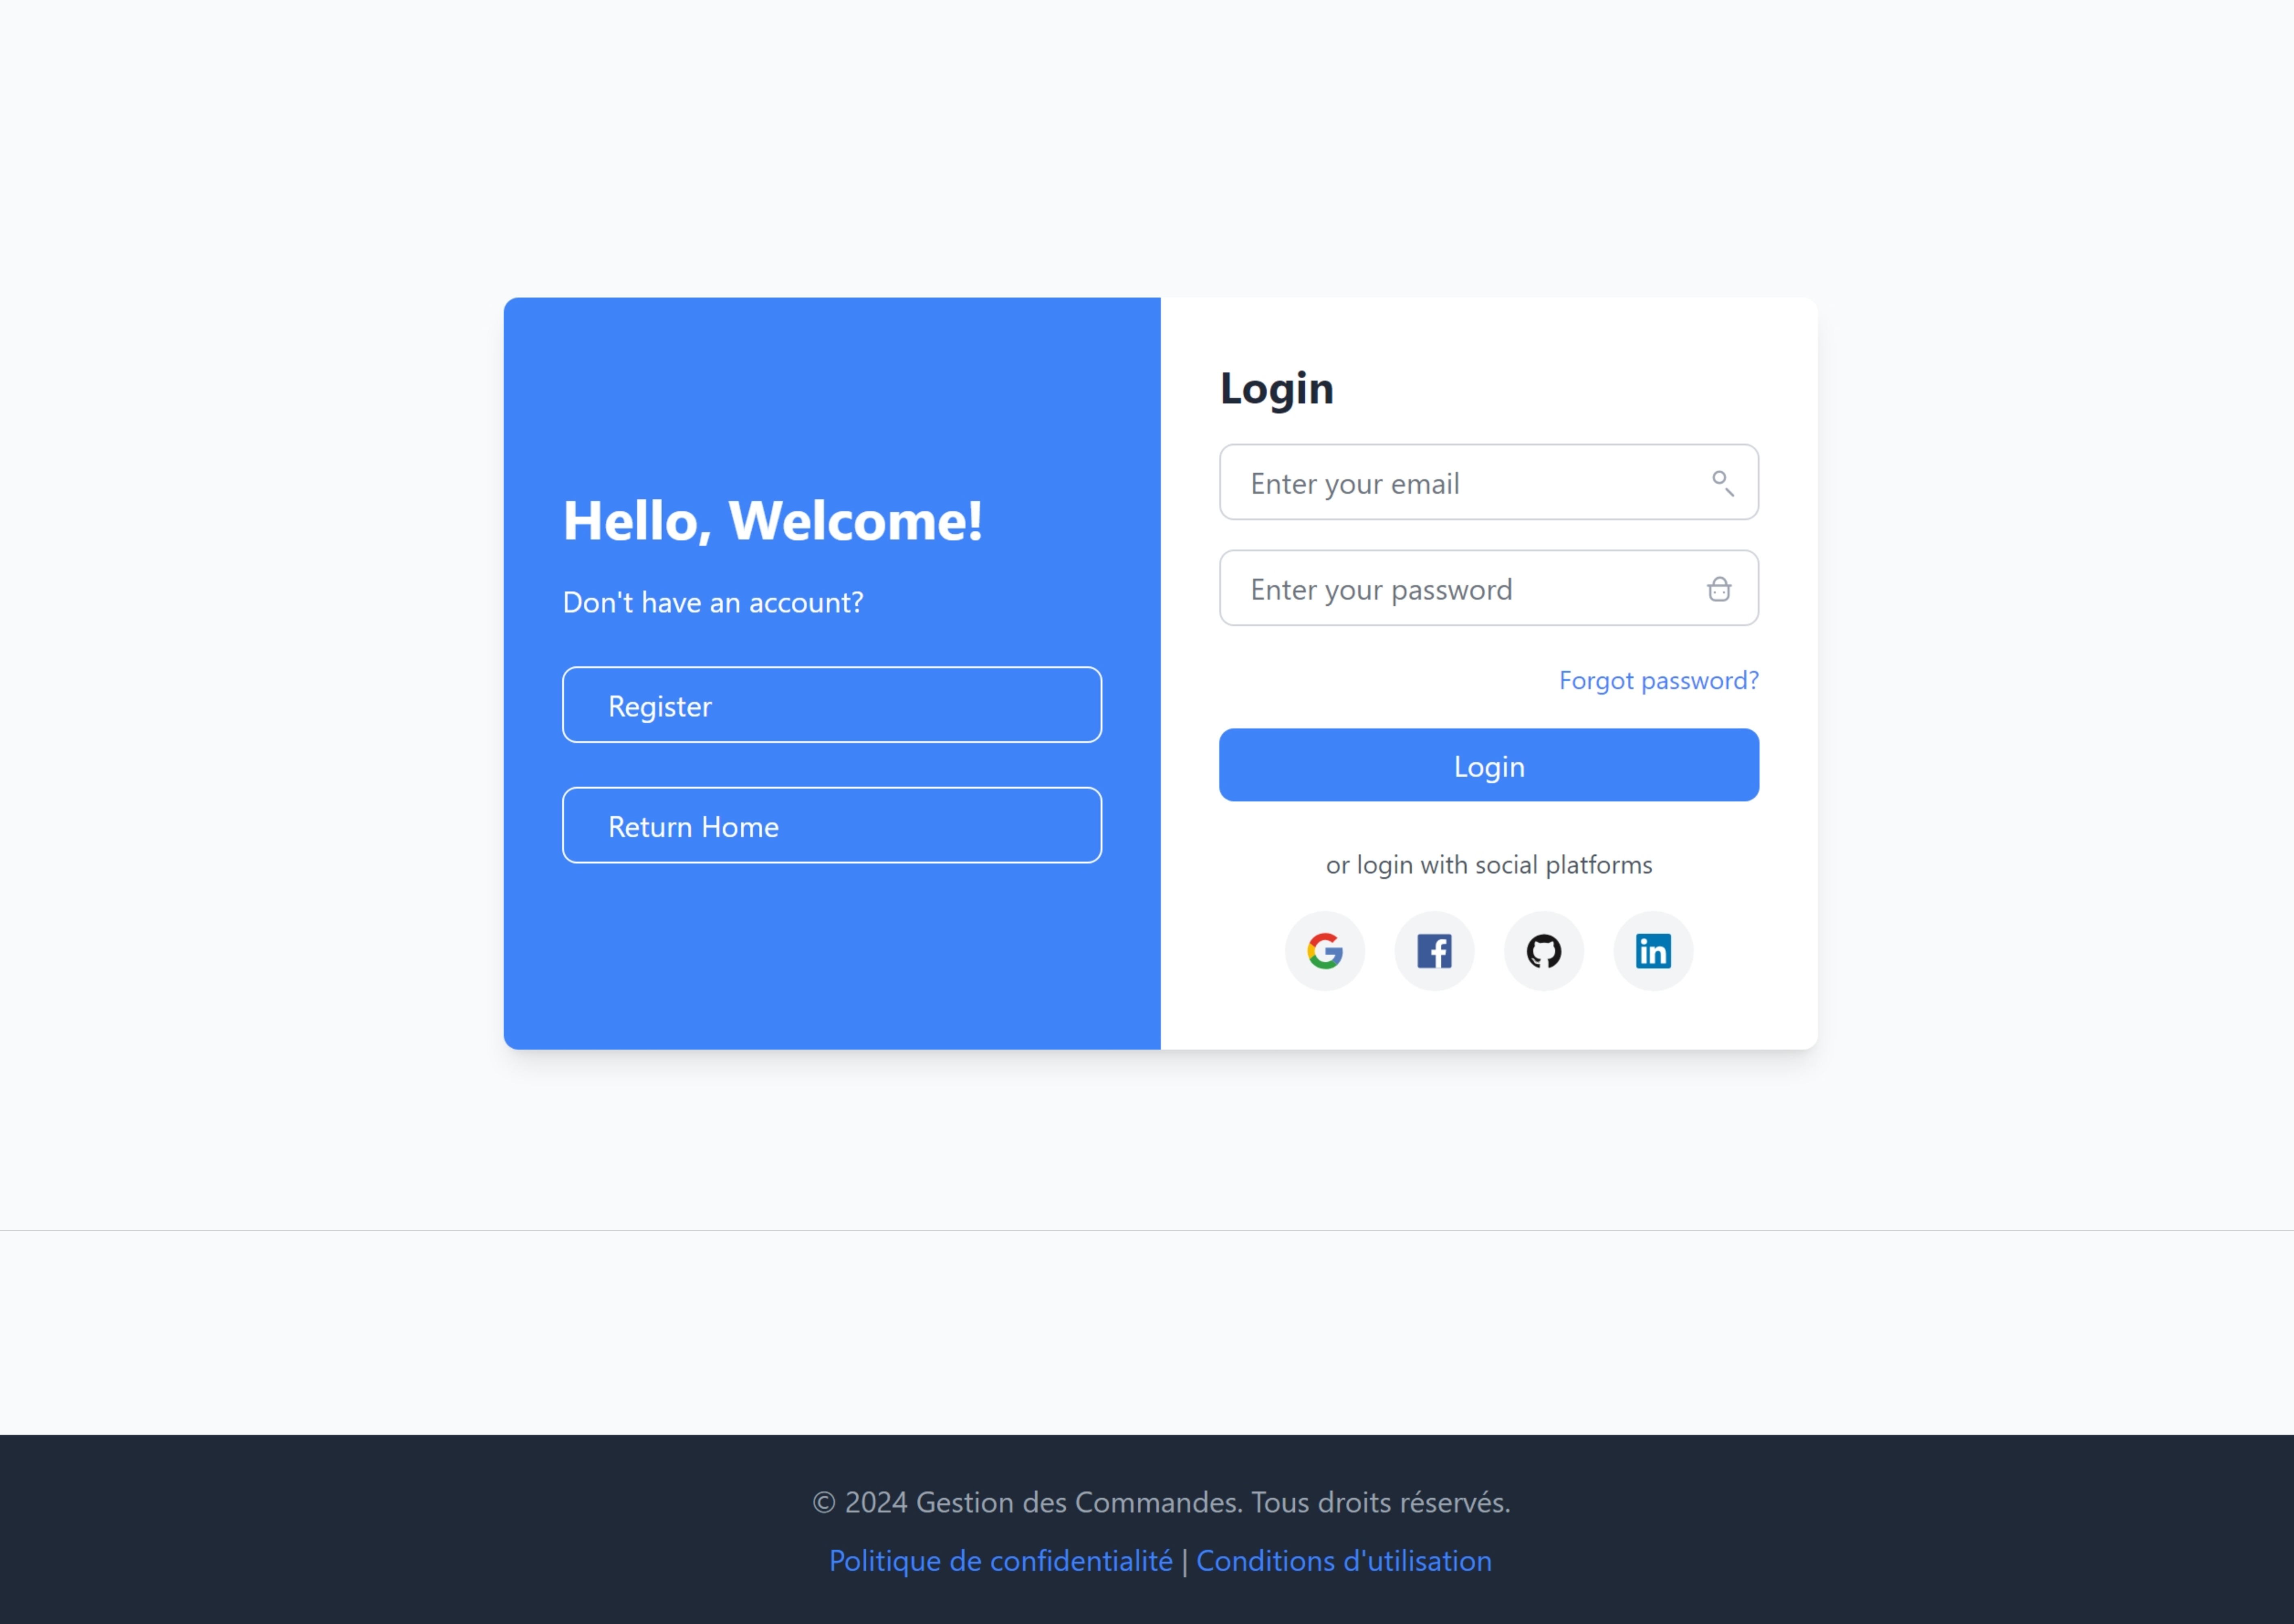 Hello, Welcome!
Don't have an account?
Register
Return Home
Login
Enter your email
Enter your password
Forgot password?
Login
or login with social platforms
© 2024 Gestion des Commandes. Tous droits réservés.
Politique de confidentialité | Conditions d'utilisation